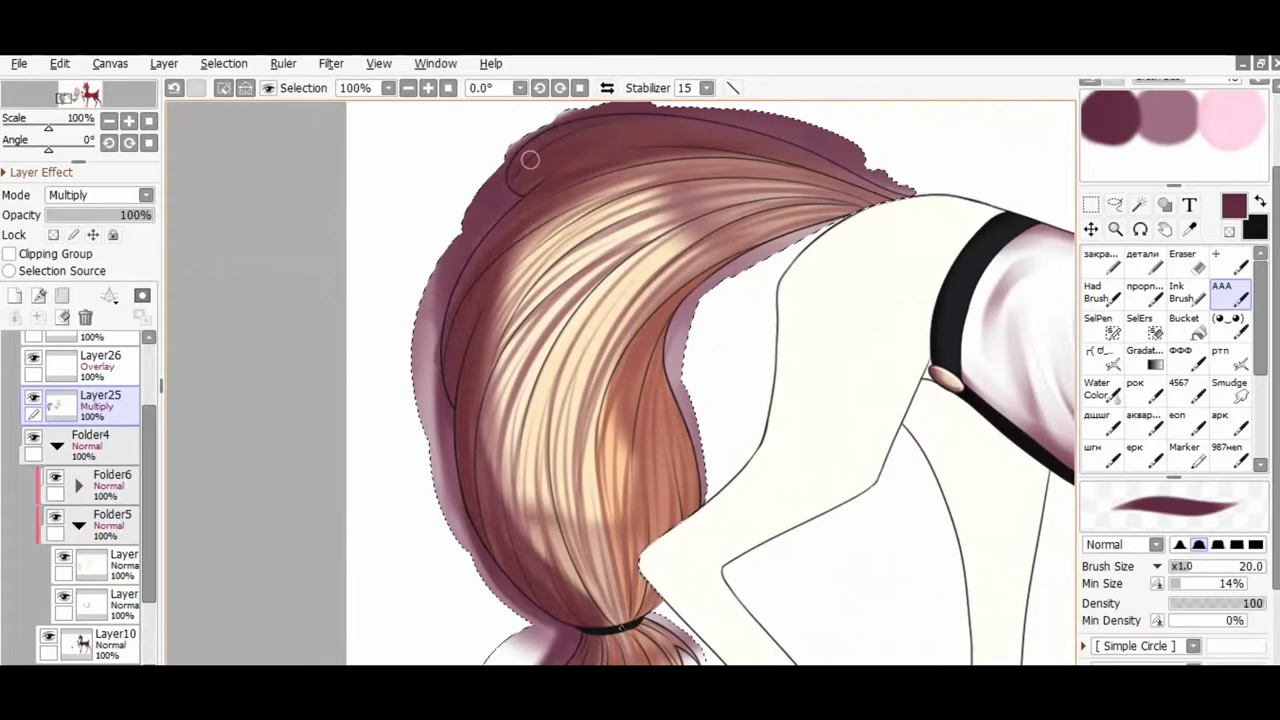 File Edit Canvas Layer Selection Ruler Filter View Window Help
Selection 100% 0.0° Stabilizer 15
Scale 100%
Angle 0°
Layer Effect
Mode Multiply
Opacity 100%
Lock
Clipping Group
Selection Source
100%
Layer26
Overlay
100%
Layer25
Multiply
100%
Folder4
Normal
100%
Folder6
Normal
100%
Folder5
Normal
100%
Layer
Norma
100%
Layer
Norma
100%
Layer10
Normal
100%
T
закра... детали Eraser +
Had Brush прорп... Ink Brush AAA
SelPen SelErs Bucket (◕‿◕)
Gradat... ФФФ ртп
Water Color рок 4567 Smudge
дщшг аквар... еоп арк
шгн ерк Marker 987неп
Normal
Brush Size x1.0 20.0
Min Size 14%
Density 100
Min Density 0%
[ Simple Circle ]